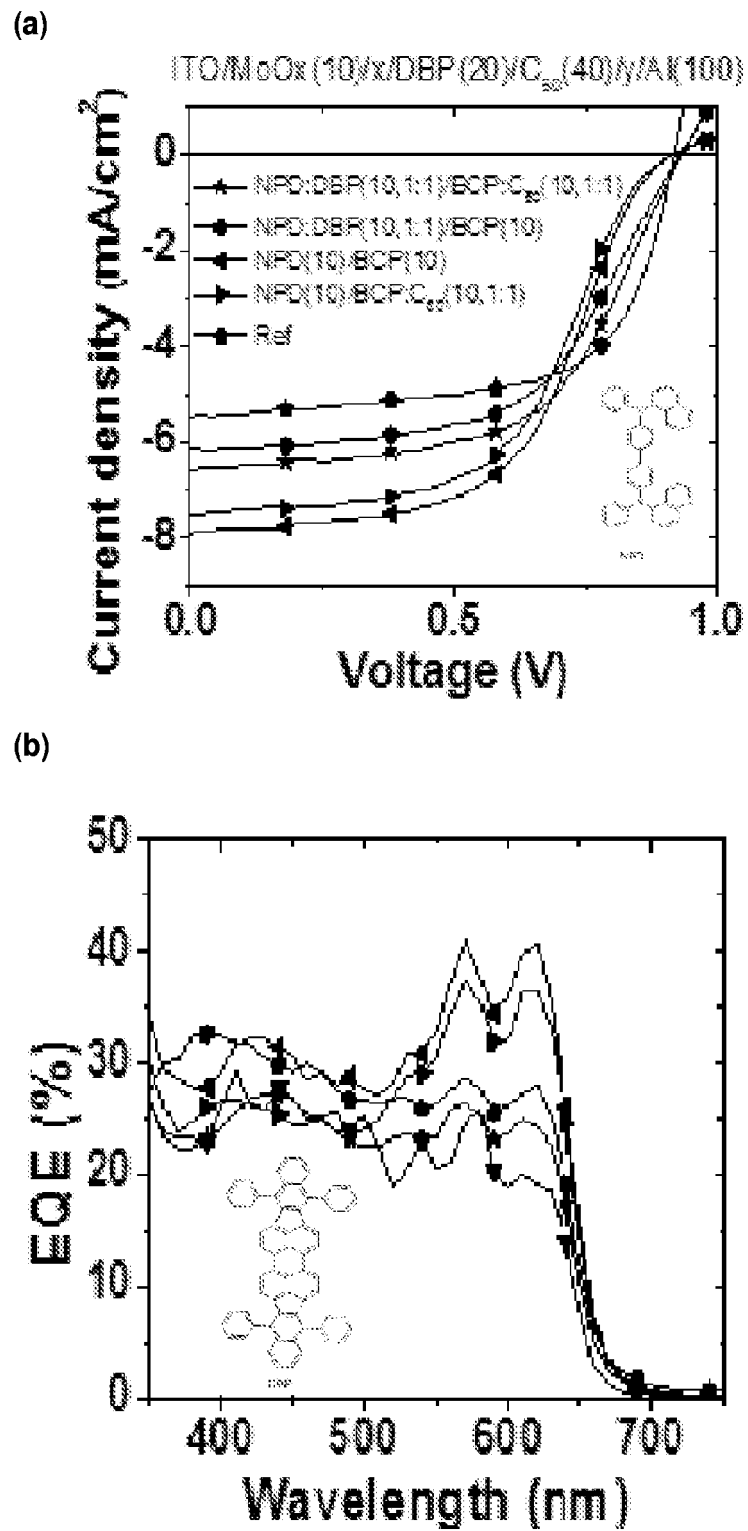 (a)
ITO/MoOx (10)/x/DBP(20)/C60(40)/y/Al(100)
Current density (mA/cm²)
0
-2
-4
-6
-8
NPD:DBP(10,1:1)/BCP:C60(10,1:1)
NPD:DBP(10,1:1)/BCP(10)
NPD(10)/BCP(10)
NPD(10)/BCP:C60(10,1:1)
Ref
NPD
0.0
0.5
1.0
Voltage (V)
(b)
EQE (%)
50
40
30
20
10
0
DBP
400
500
600
700
Wavelength (nm)